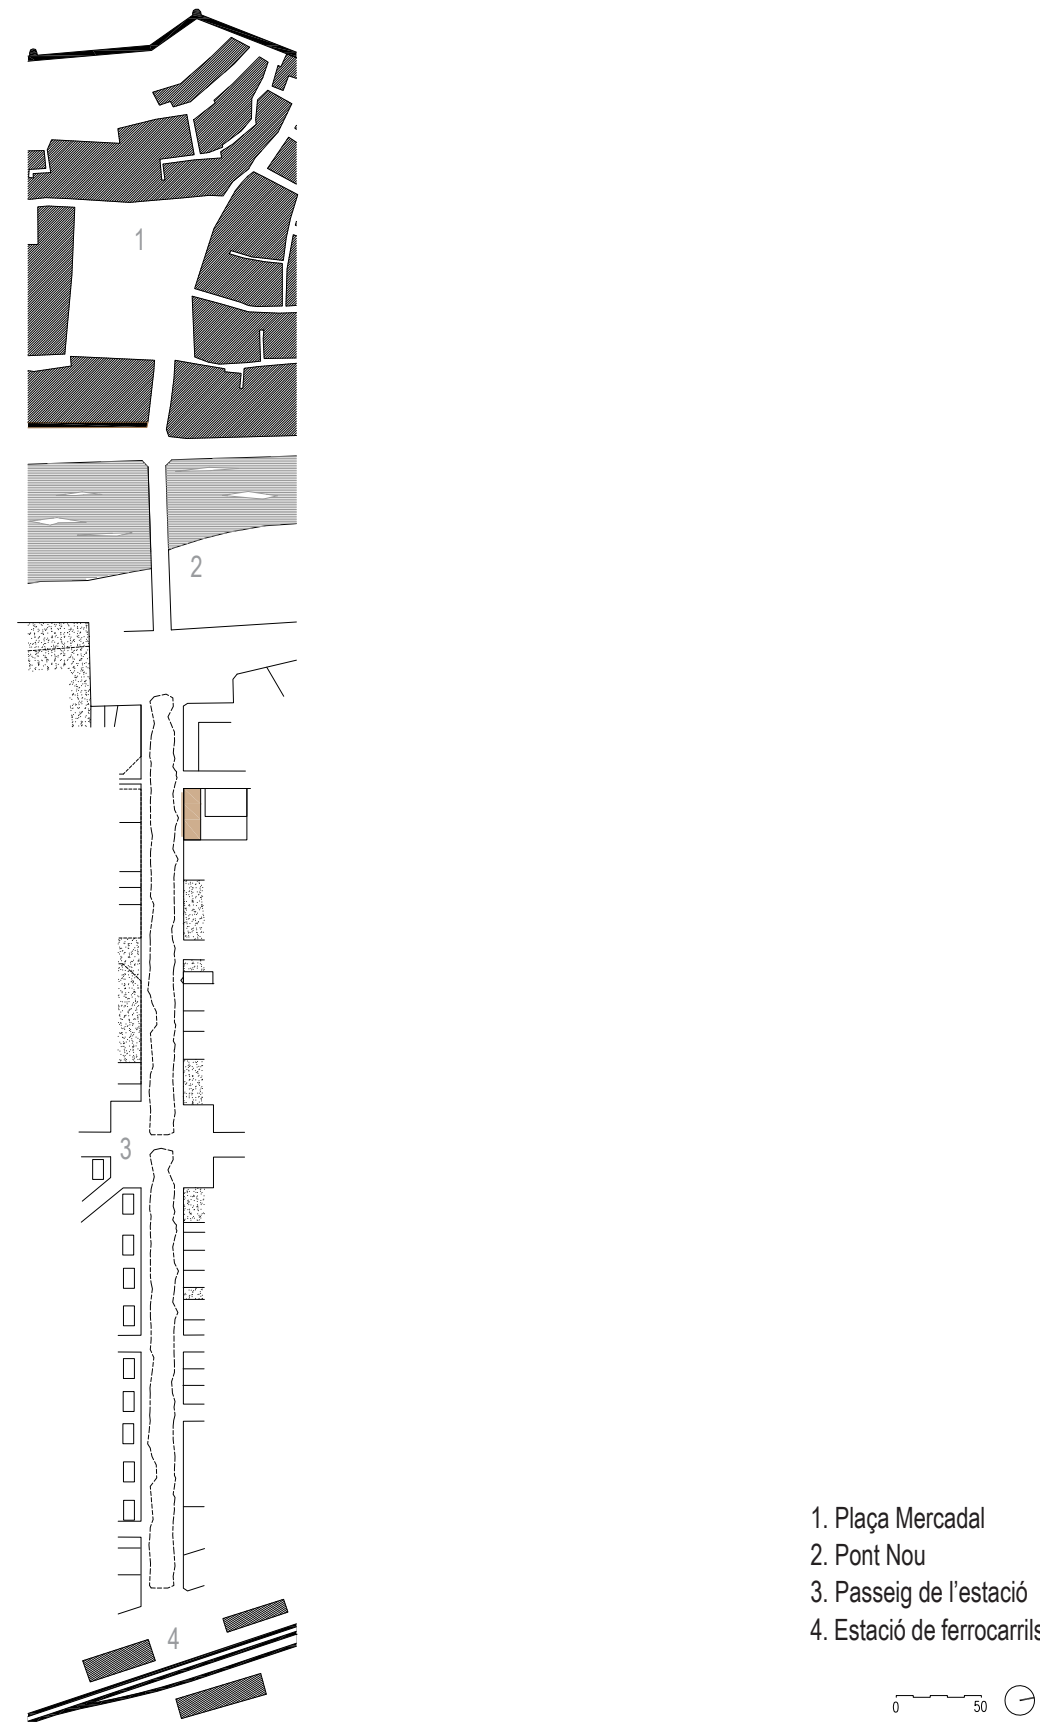 1
2
3
4
1. Plaça Mercadal
2. Pont Nou
3. Passeig de l'estació
4. Estació de ferrocarrils
0 50